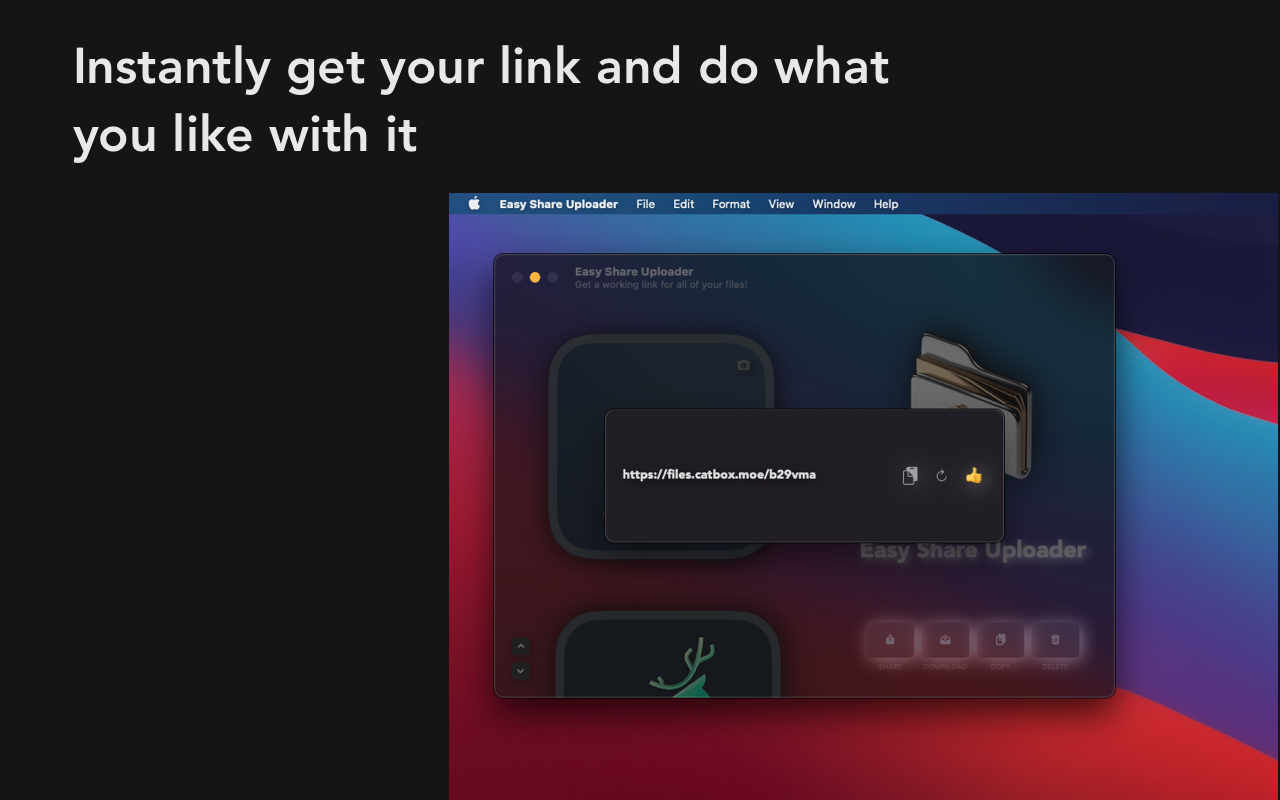 Instantly get your link and do what
you like with it
Easy Share Uploader File Edit Format View Window Help
Easy Share Uploader
Get a working link for all of your files!
https://files.catbox.moe/b29vma
Easy Share Uploader
SHARE DOWNLOAD COPY DELETE